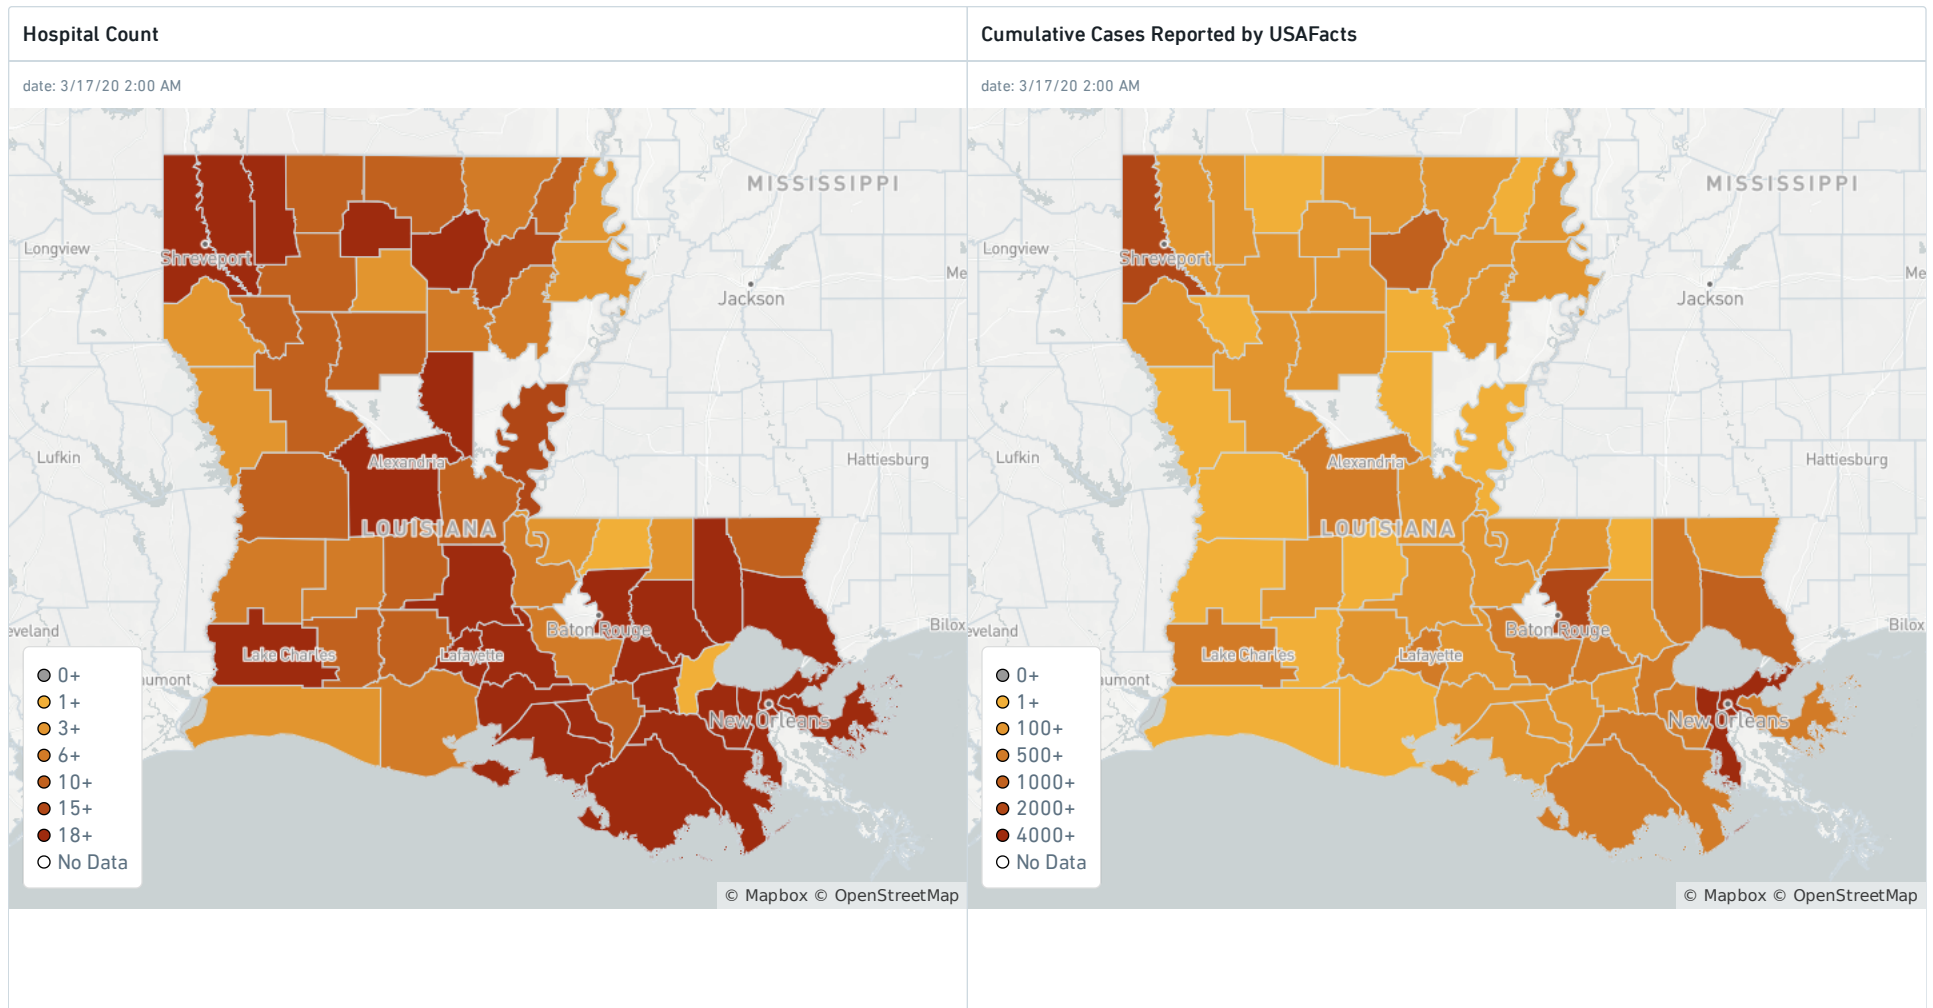 Hospital Count
date: 3/17/20 2:00 AM
MISSISSIPPI
Longview
Shreveport
Me
Jackson
Lufkin
Alexandria
Hattiesburg
LOUISIANA
eveland
Baton Rouge
Bilox
Lake Charles
Lafayette
aumont
New Orleans
0+
1+
3+
6+
10+
15+
18+
No Data
© Mapbox © OpenStreetMap
Cumulative Cases Reported by USAFacts
date: 3/17/20 2:00 AM
MISSISSIPPI
Longview
Shreveport
Me
Jackson
Lufkin
Alexandria
Hattiesburg
LOUISIANA
eveland
Baton Rouge
Bilox
Lake Charles
Lafayette
aumont
New Orleans
0+
1+
100+
500+
1000+
2000+
4000+
No Data
© Mapbox © OpenStreetMap